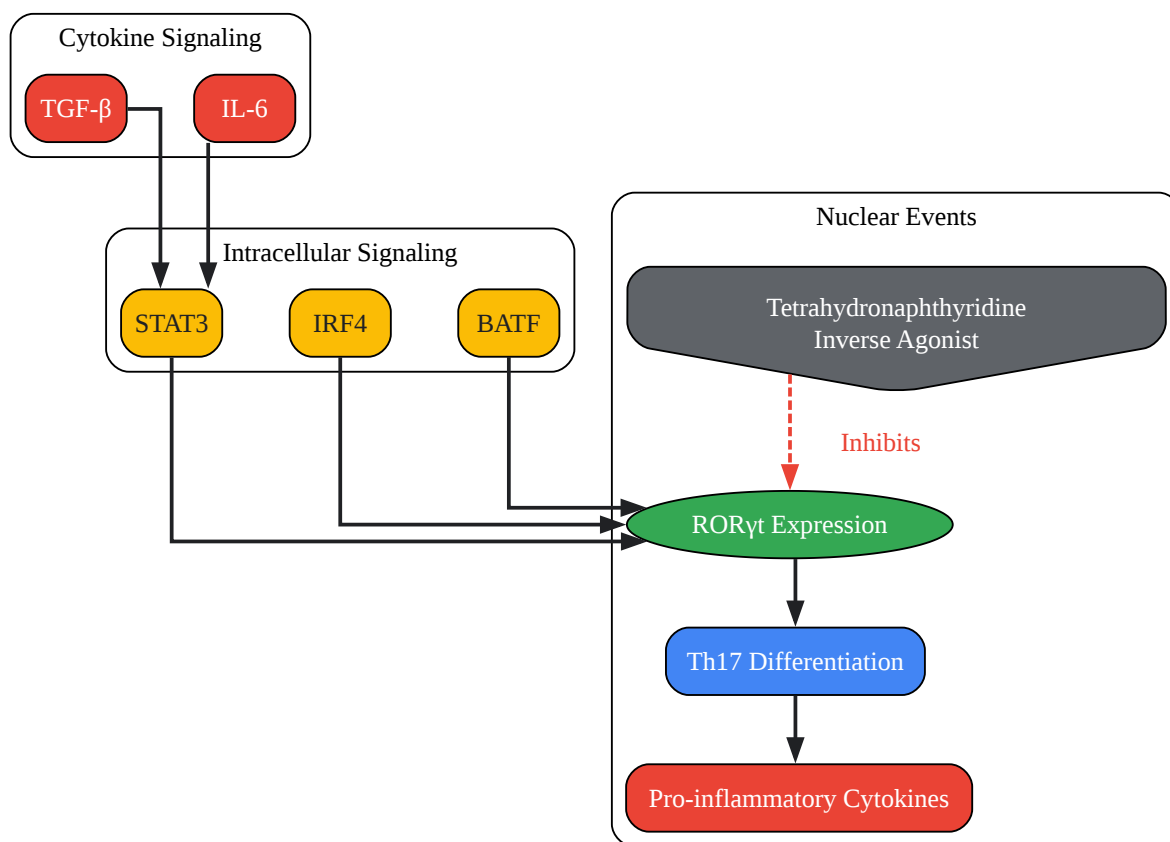 Cytokine Signaling
TGF-β
IL-6
Intracellular Signaling
STAT3
IRF4
BATF
Nuclear Events
Tetrahydronaphthyridine
Inverse Agonist
Inhibits
RORγt Expression
Th17 Differentiation
Pro-inflammatory Cytokines